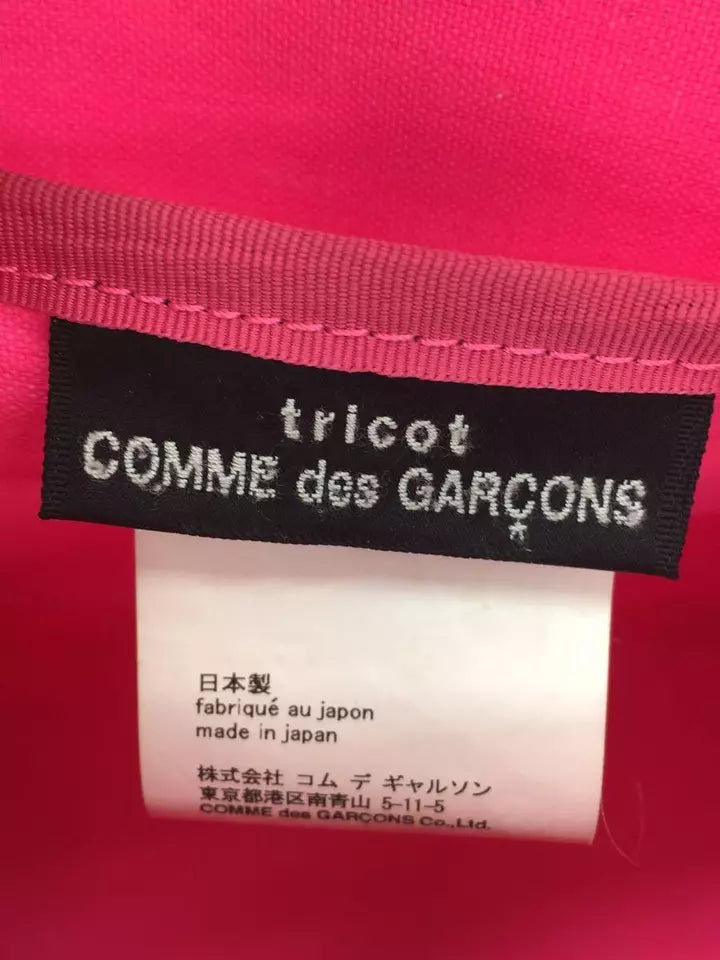 tricot
COMME des GARÇONS
*
日本製
fabriqué au japon
made in japan
株式会社 コム デ ギャルソン
東京都港区南青山 5-11-5
COMME des GARÇONS Co.,Ltd.